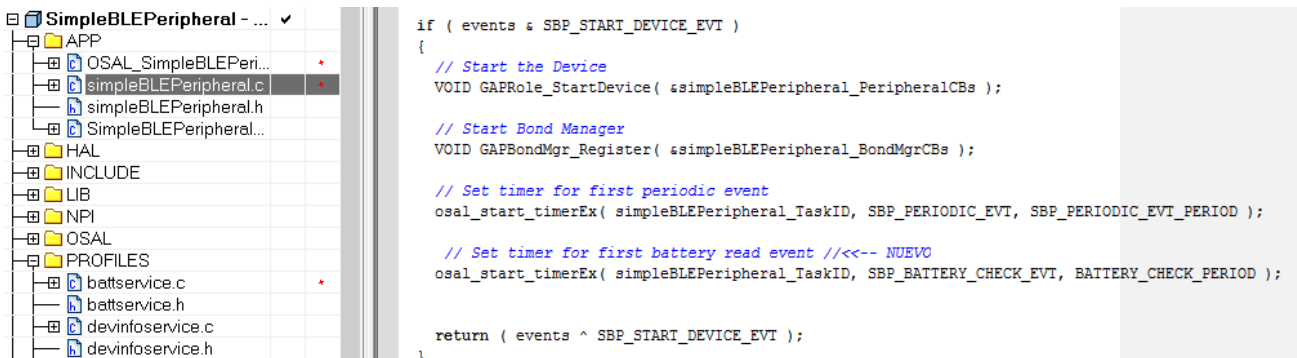 SimpleBLEPeripheral - ...
APP
OSAL_SimpleBLEPeri...
simpleBLEPeripheral.c
simpleBLEPeripheral.h
SimpleBLEPeripheral...
HAL
INCLUDE
LIB
NPI
OSAL
PROFILES
battservice.c
battservice.h
devinfoservice.c
devinfoservice.h
if ( events & SBP_START_DEVICE_EVT )
{
// Start the Device
VOID GAPRole_StartDevice( &simpleBLEPeripheral_PeripheralCBs );
// Start Bond Manager
VOID GAPBondMgr_Register( &simpleBLEPeripheral_BondMgrCBs );
// Set timer for first periodic event
osal_start_timerEx( simpleBLEPeripheral_TaskID, SBP_PERIODIC_EVT, SBP_PERIODIC_EVT_PERIOD );
// Set timer for first battery read event //<<-- NUEVO
osal_start_timerEx( simpleBLEPeripheral_TaskID, SBP_BATTERY_CHECK_EVT, BATTERY_CHECK_PERIOD );
return ( events ^ SBP_START_DEVICE_EVT );
}